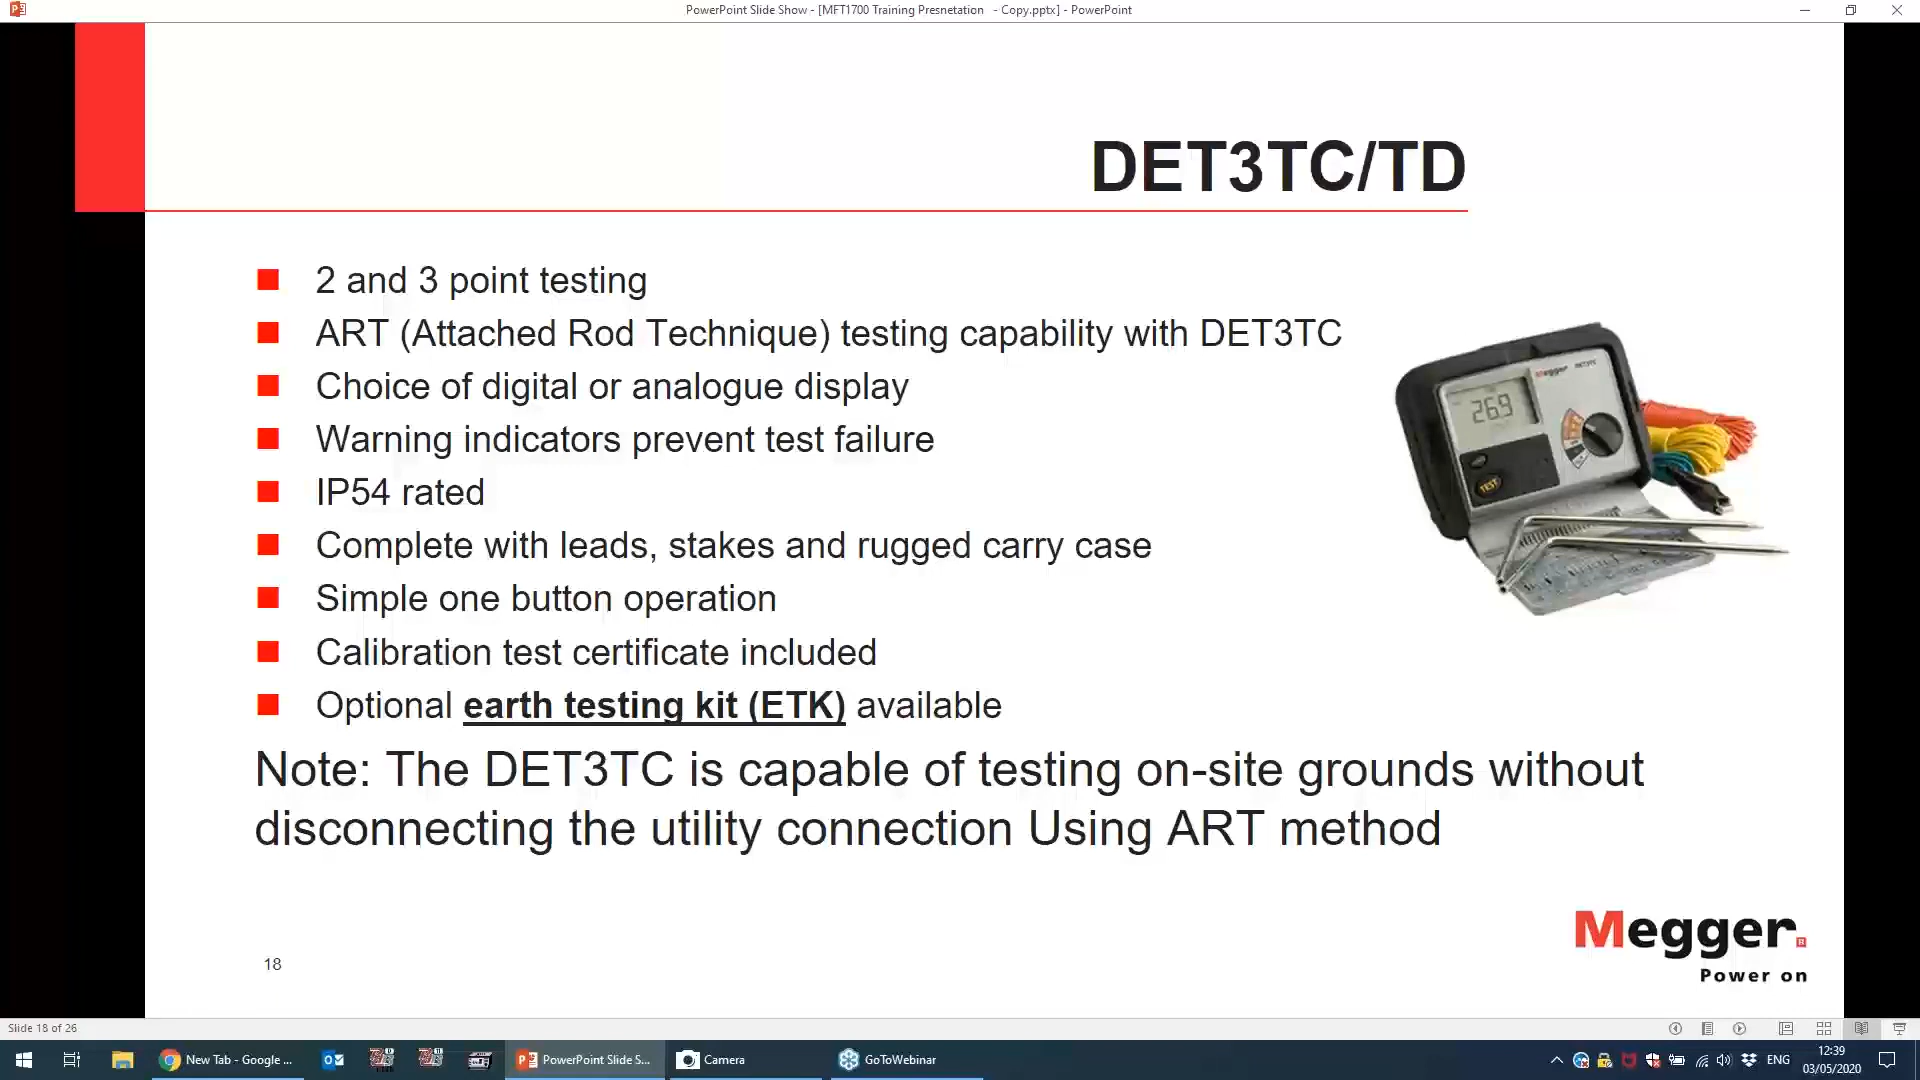 PowerPoint Slide Show - [MFT1700 Training Presnetation - Copy.pptx] - PowerPoint
DET3TC/TD
2 and 3 point testing
ART (Attached Rod Technique) testing capability with DET3TC
Choice of digital or analogue display
Warning indicators prevent test failure
IP54 rated
Complete with leads, stakes and rugged carry case
Simple one button operation
Calibration test certificate included
Optional earth testing kit (ETK) available
Note: The DET3TC is capable of testing on-site grounds without
disconnecting the utility connection Using ART method
Megger
26.9
TEST
Megger
Power on
18
Slide 18 of 26
New Tab - Google ...
PowerPoint Slide S...
Camera
GoToWebinar
ENG
12:39
03/05/2020